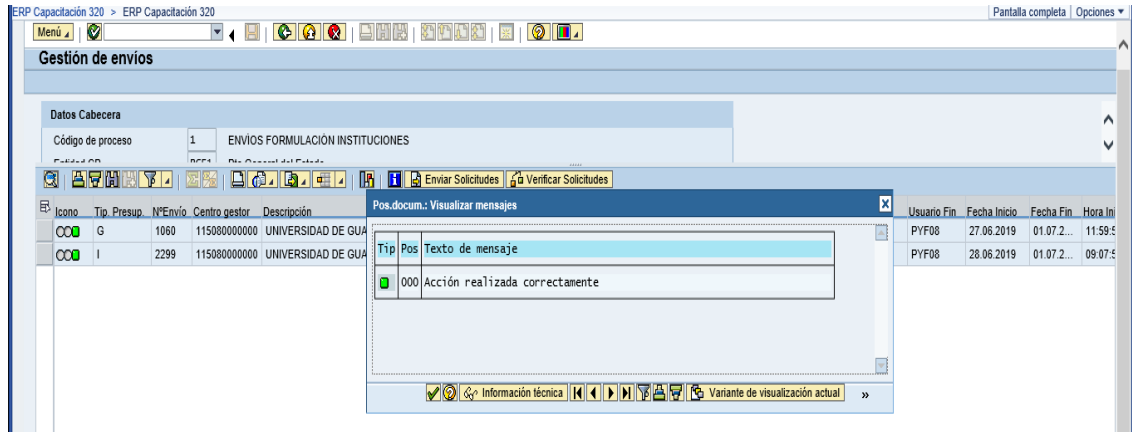 ERP Capacitación 320 > ERP Capacitación 320
Pantalla completa Opciones
Menú
Gestión de envíos
Datos Cabecera
Código de proceso 1 ENVÍOS FORMULACIÓN INSTITUCIONES
Enviar Solicitudes Verificar Solicitudes
Icono Tip. Presup. NºEnvío Centro gestor Descripción Usuario Fin Fecha Inicio Fecha Fin Hora Ini
G 1060 115080000000 UNIVERSIDAD DE GUA PYF08 27.06.2019 01.07.2... 11:59:5
I 2299 115080000000 UNIVERSIDAD DE GUA PYF08 28.06.2019 01.07.2... 09:07:5
Pos.docum.: Visualizar mensajes
Tip Pos Texto de mensaje
000 Acción realizada correctamente
Información técnica Variante de visualización actual »